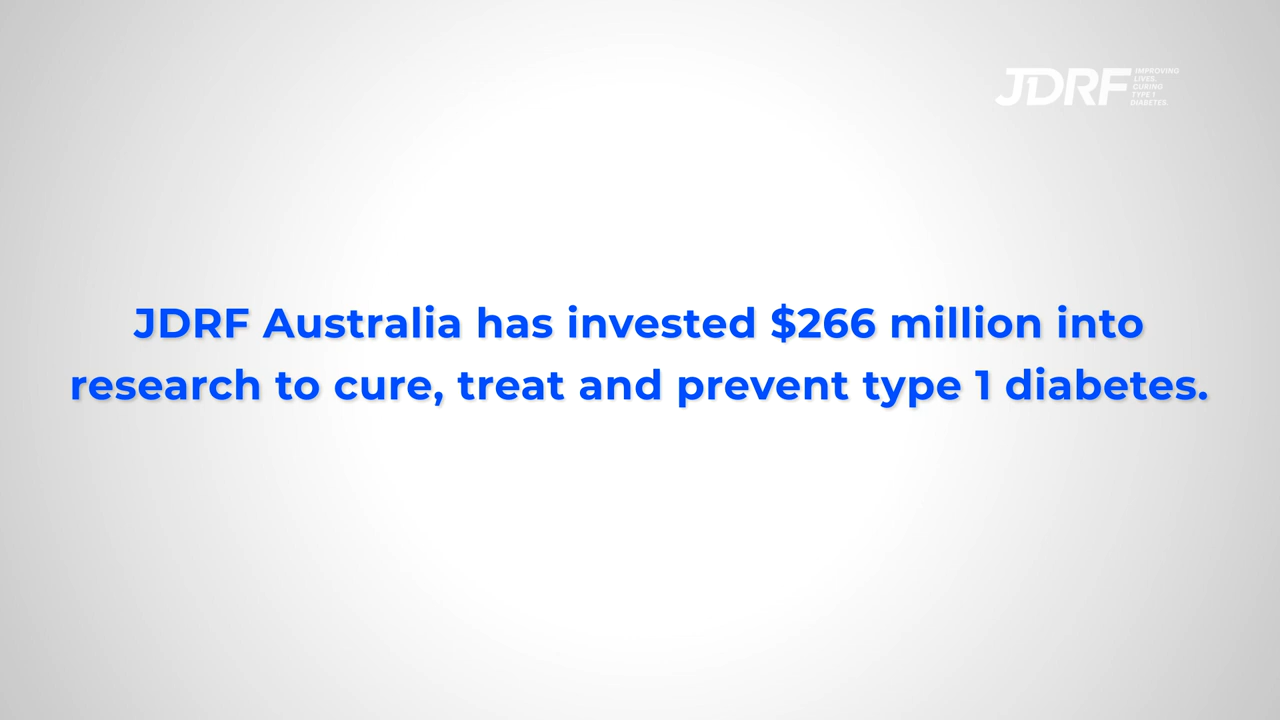 JDRF IMPROVING
LIVES.
CURING
TYPE 1
DIABETES.
JDRF Australia has invested $266 million into
research to cure, treat and prevent type 1 diabetes.